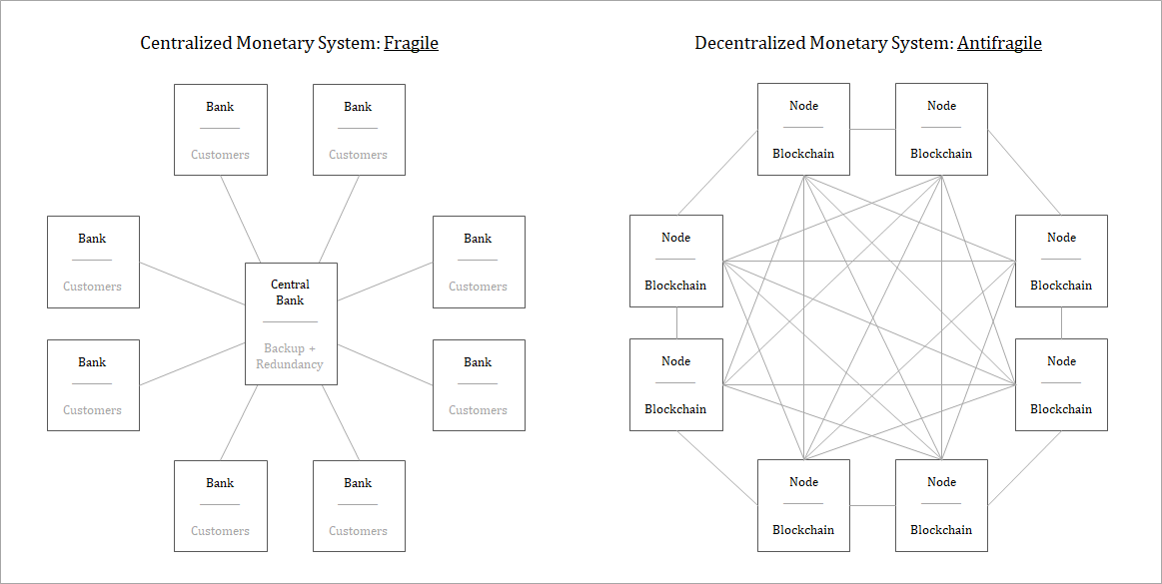 Centralized Monetary System: Fragile
Bank
Customers
Bank
Customers
Bank
Customers
Bank
Customers
Central
Bank
Backup +
Redundancy
Bank
Customers
Bank
Customers
Bank
Customers
Bank
Customers
Decentralized Monetary System: Antifragile
Node
Blockchain
Node
Blockchain
Node
Blockchain
Node
Blockchain
Node
Blockchain
Node
Blockchain
Node
Blockchain
Node
Blockchain